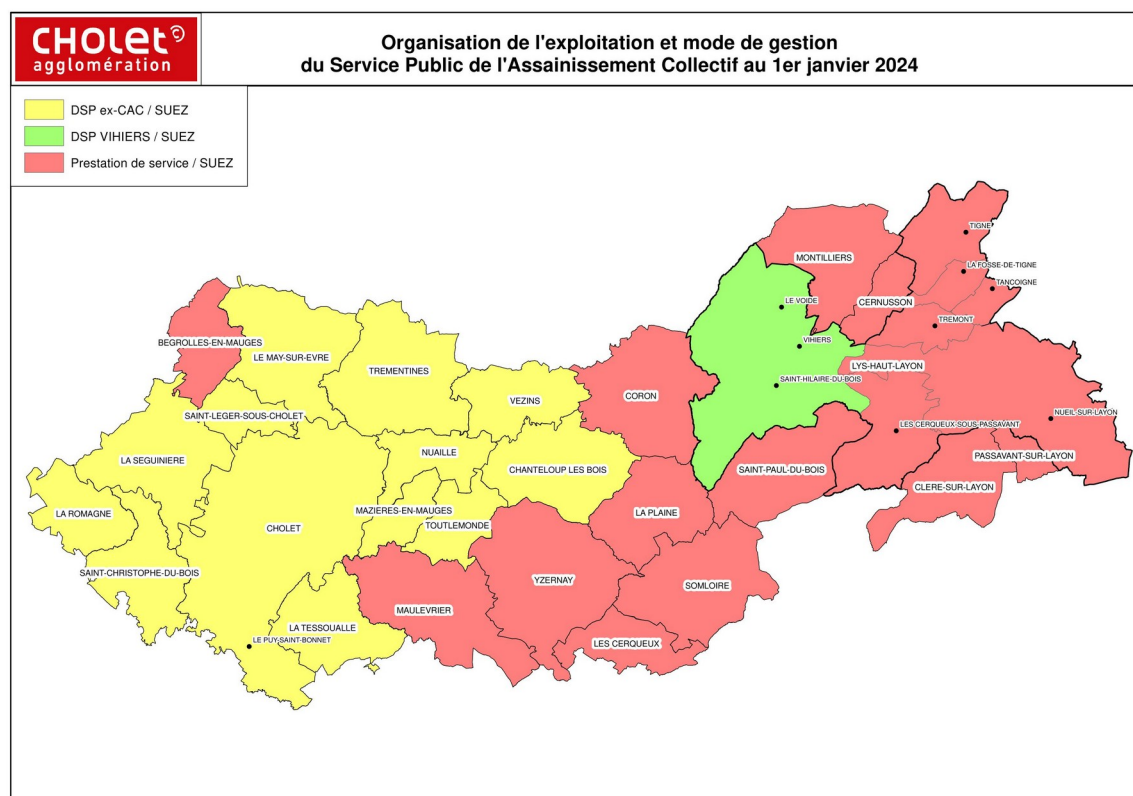 CHOLET©
agglomération
Organisation de l'exploitation et mode de gestion
du Service Public de l'Assainissement Collectif au 1er janvier 2024
DSP ex-CAC / SUEZ
DSP VIHIERS / SUEZ
Prestation de service / SUEZ
TIGNE
MONTILLIERS
LA FOSSE-DE-TIGNE
TANCOIGNE
CERNUSSON
LE VOIDE
TREMONT
BEGROLLES-EN-MAUGES
VIHIERS
LE MAY-SUR-EVRE
LYS-HAUT-LAYON
TREMENTINES
SAINT-HILAIRE-DU-BOIS
CORON
VEZINS
SAINT-LEGER-SOUS-CHOLET
NUEIL-SUR-LAYON
LES CERQUEUX-SOUS-PASSAVANT
NUAILLE
PASSAVANT-SUR-LAYON
LA SEGUINIERE
CHANTELOUP LES BOIS
SAINT-PAUL-DU-BOIS
CLERE-SUR-LAYON
MAZIERES-EN-MAUGES
LA ROMAGNE
LA PLAINE
TOUTLEMONDE
CHOLET
SAINT-CHRISTOPHE-DU-BOIS
YZERNAY
SOMLOIRE
MAULEVRIER
LA TESSOUALLE
LE PUY-SAINT-BONNET
LES CERQUEUX